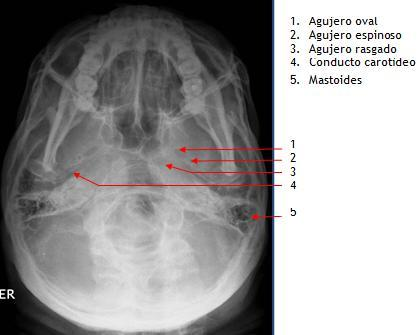 1. Agujero oval
2. Agujero espinoso
3. Agujero rasgado
4. Conducto carotídeo
5. Mastoides
1
2
3
4
5
ER